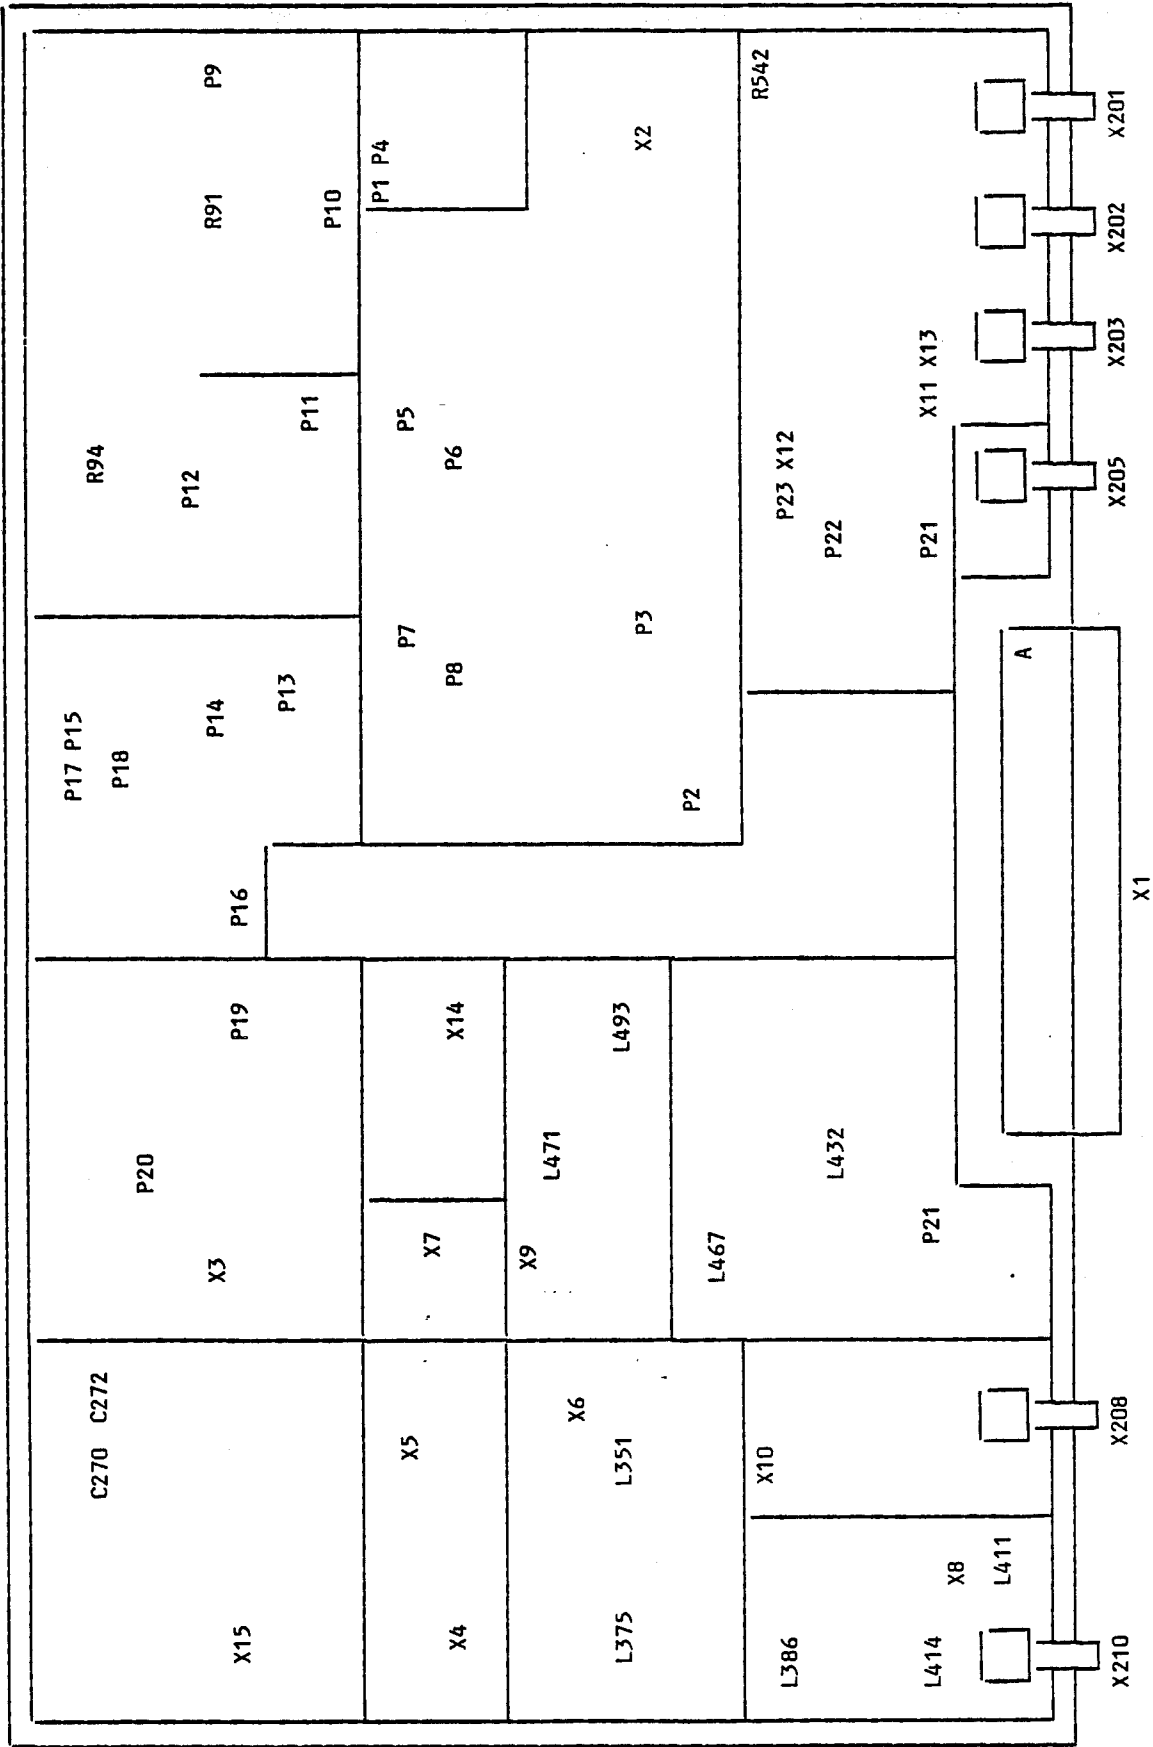 P17 P15
C270 C272 R94
P18
P20
P12
X3 P14 R91 P9
X15 P19 P16
P13
P11
P10
P1 P4
X5 P7 P5
X7
X4 X14 P8 P6
X9
L471
X6
L375 L351 L493
P3 X2
P2
L467
X10 R542
L386 P23 X12
L432 P22
L414 P21 P21 X11 X13
X8
L411
A
X210 X208 X205 X203 X202 X201
X1